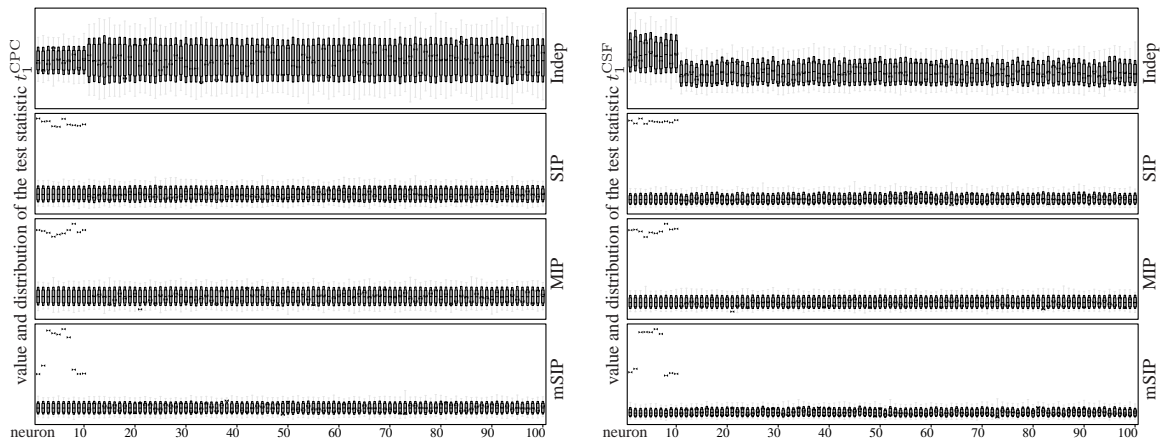 value and distribution of the test statistic t_1^CPC
Indep
SIP
MIP
mSIP
neuron 10 20 30 40 50 60 70 80 90 100
value and distribution of the test statistic t_1^CSF
Indep
SIP
MIP
mSIP
neuron 10 20 30 40 50 60 70 80 90 100